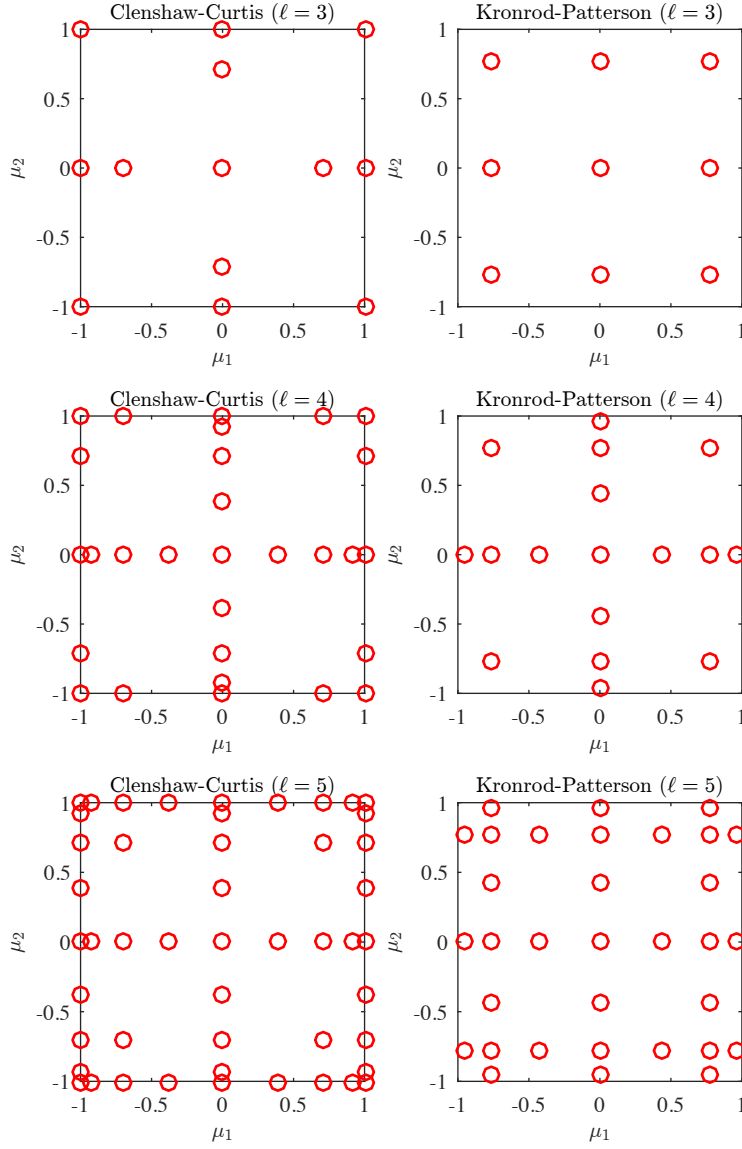 Clenshaw-Curtis (ℓ = 3)
1
0.5
0
-0.5
-1
μ2
-1 -0.5 0 0.5 1
μ1
Kronrod-Patterson (ℓ = 3)
1
0.5
0
-0.5
-1
μ2
-1 -0.5 0 0.5 1
μ1
Clenshaw-Curtis (ℓ = 4)
1
0.5
0
-0.5
-1
μ2
-1 -0.5 0 0.5 1
μ1
Kronrod-Patterson (ℓ = 4)
1
0.5
0
-0.5
-1
μ2
-1 -0.5 0 0.5 1
μ1
Clenshaw-Curtis (ℓ = 5)
1
0.5
0
-0.5
-1
μ2
-1 -0.5 0 0.5 1
μ1
Kronrod-Patterson (ℓ = 5)
1
0.5
0
-0.5
-1
μ2
-1 -0.5 0 0.5 1
μ1